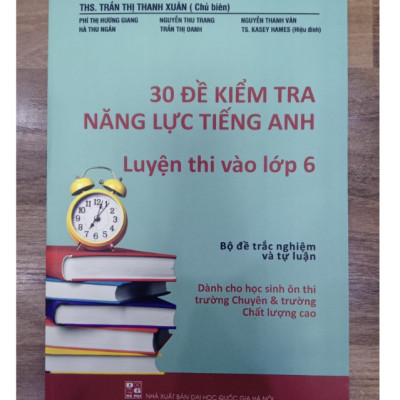 THS. TRẦN THỊ THANH XUÂN ( Chủ biên)
PHÍ THỊ HƯƠNG GIANG NGUYỄN THU TRANG NGUYỄN THANH VÂN
HÀ THU NGÂN TRẦN THỊ OANH TS. KASEY HAMES (Hiệu đính)
30 ĐỀ KIỂM TRA
NĂNG LỰC TIẾNG ANH
Luyện thi vào lớp 6
Bộ đề trắc nghiệm
và tự luận
Dành cho học sinh ôn thi
trường Chuyên & trường
Chất lượng cao
NHÀ XUẤT BẢN ĐẠI HỌC QUỐC GIA HÀ NỘI